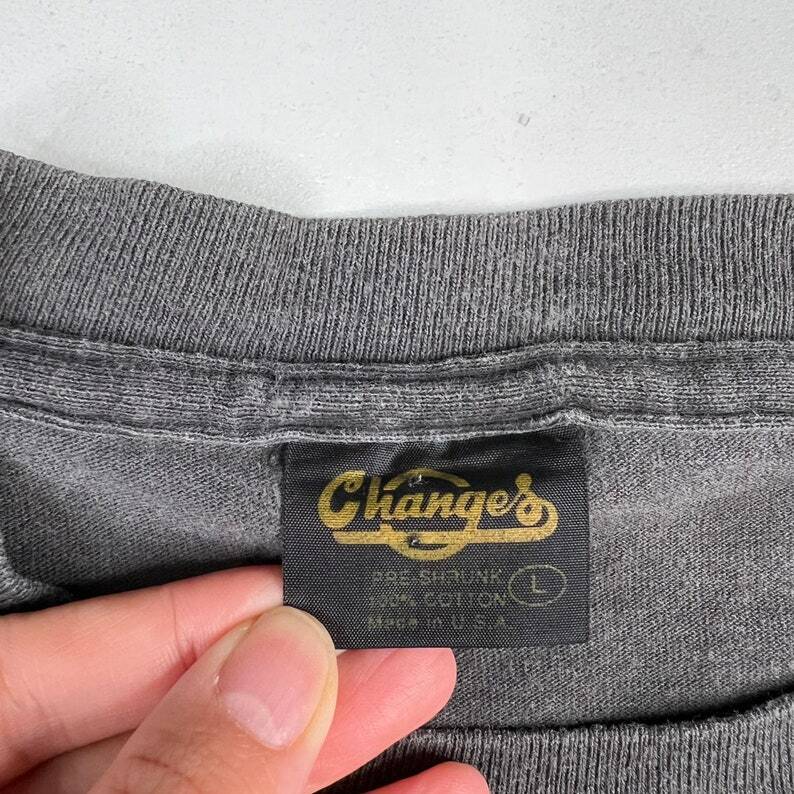 Changes
PRE-SHRUNK
100% COTTON
Made in U.S.A.
L